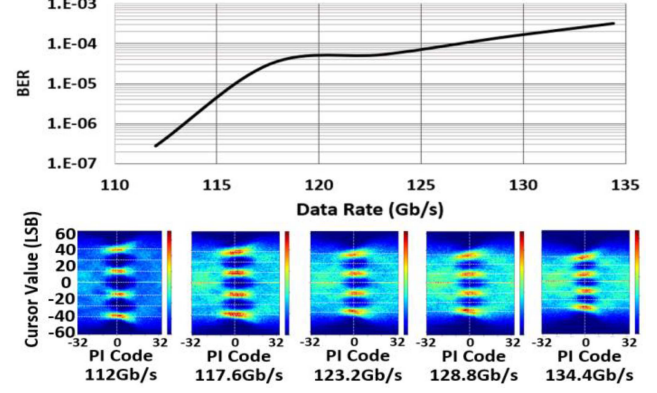 1.E-03
1.E-04
1.E-05
1.E-06
1.E-07
BER
110 115 120 125 130 135
Data Rate (Gb/s)
Cursor Value (LSB)
60
40
20
0
-20
-40
-60
-32 0 32 -32 0 32 -32 0 32 -32 0 32 -32 0 32
PI Code PI Code PI Code PI Code PI Code
112Gb/s 117.6Gb/s 123.2Gb/s 128.8Gb/s 134.4Gb/s